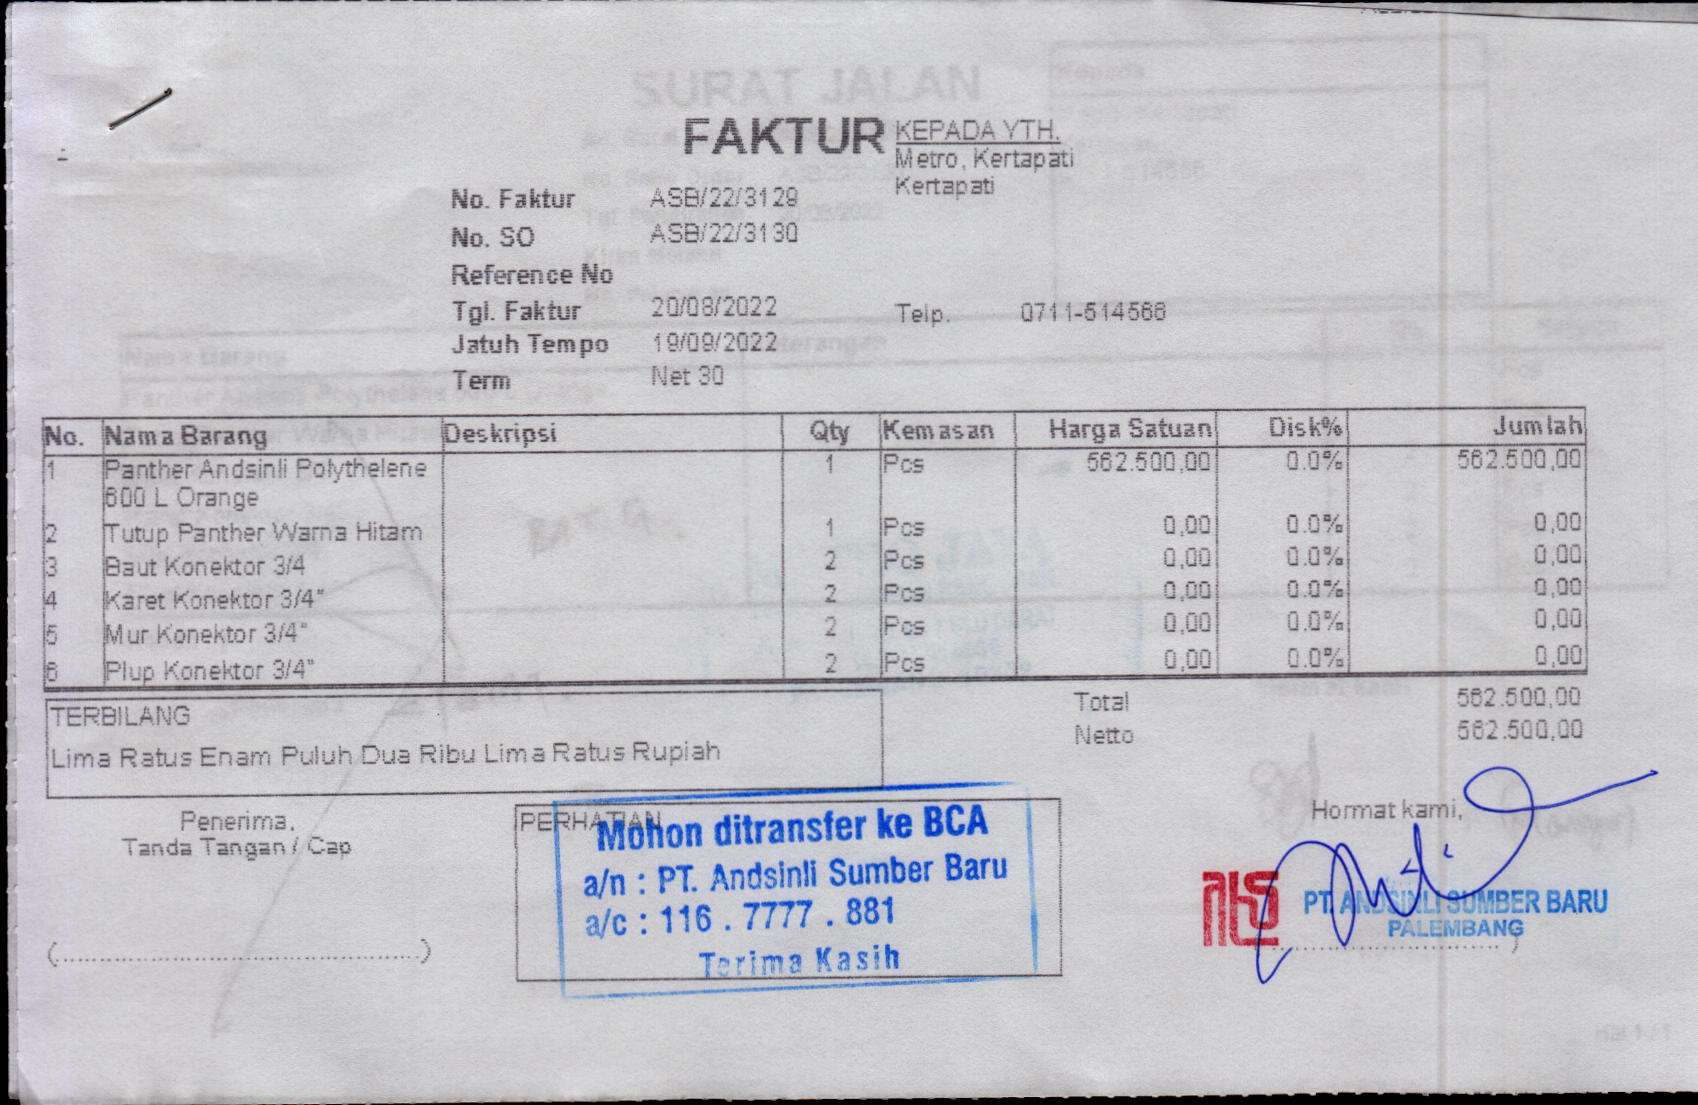 FAKTUR
KEPADA YTH.
Metro, Kertapati
Kertapati
No. Faktur ASB/22/3129
No. SO ASB/22/3130
Reference No
Tgl. Faktur 20/08/2022
Telp. 0711-514566
Jatuh Tempo 19/09/2022
Term Net 30
No. Nama Barang Deskripsi Qty Kemasan Harga Satuan Disk% Jumlah
1 Panther Andsinli Polythelene 1 Pcs 562.500,00 0.0% 562.500,00
600 L Orange
2 Tutup Panther Warna Hitam 1 Pcs 0,00 0.0% 0,00
3 Baut Konektor 3/4 2 Pcs 0,00 0.0% 0,00
4 Karet Konektor 3/4" 2 Pcs 0,00 0.0% 0,00
5 Mur Konektor 3/4" 2 Pcs 0,00 0.0% 0,00
6 Plup Konektor 3/4" 2 Pcs 0,00 0.0% 0,00
Total 562.500,00
Netto 562.500,00
TERBILANG
Lima Ratus Enam Puluh Dua Ribu Lima Ratus Rupiah
Penerima,
Tanda Tangan / Cap
(............................................)
PERHATIAN
Mohon ditransfer ke BCA
a/n : PT. Andsinli Sumber Baru
a/c : 116 . 7777 . 881
Terima Kasih
Hormat kami,
PT. ANDSINLI SUMBER BARU
PALEMBANG
SURAT JALAN
Kepada
Nama Barang